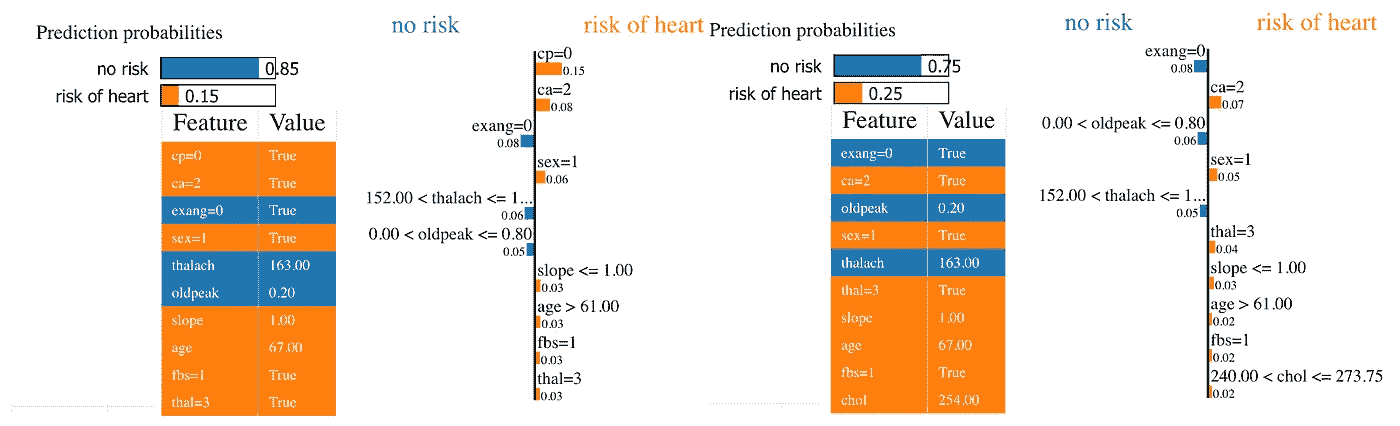 Prediction probabilities
no risk 0.85
risk of heart 0.15
Feature Value
cp=0 True
ca=2 True
exang=0 True
sex=1 True
thalach 163.00
oldpeak 0.20
slope 1.00
age 67.00
fbs=1 True
thal=3 True
no risk risk of heart
cp=0
0.15
ca=2
0.08
exang=0
0.08
sex=1
0.06
152.00 < thalach <= 1...
0.06
0.00 < oldpeak <= 0.80
0.05
slope <= 1.00
0.03
age > 61.00
0.03
fbs=1
0.03
thal=3
0.03
Prediction probabilities
no risk 0.75
risk of heart 0.25
Feature Value
exang=0 True
ca=2 True
oldpeak 0.20
sex=1 True
thalach 163.00
thal=3 True
slope 1.00
age 67.00
fbs=1 True
chol 254.00
no risk risk of heart
exang=0
0.08
ca=2
0.07
0.00 < oldpeak <= 0.80
0.06
sex=1
0.05
152.00 < thalach <= 1...
0.05
thal=3
0.04
slope <= 1.00
0.03
age > 61.00
0.02
fbs=1
0.02
240.00 < chol <= 273.75
0.02